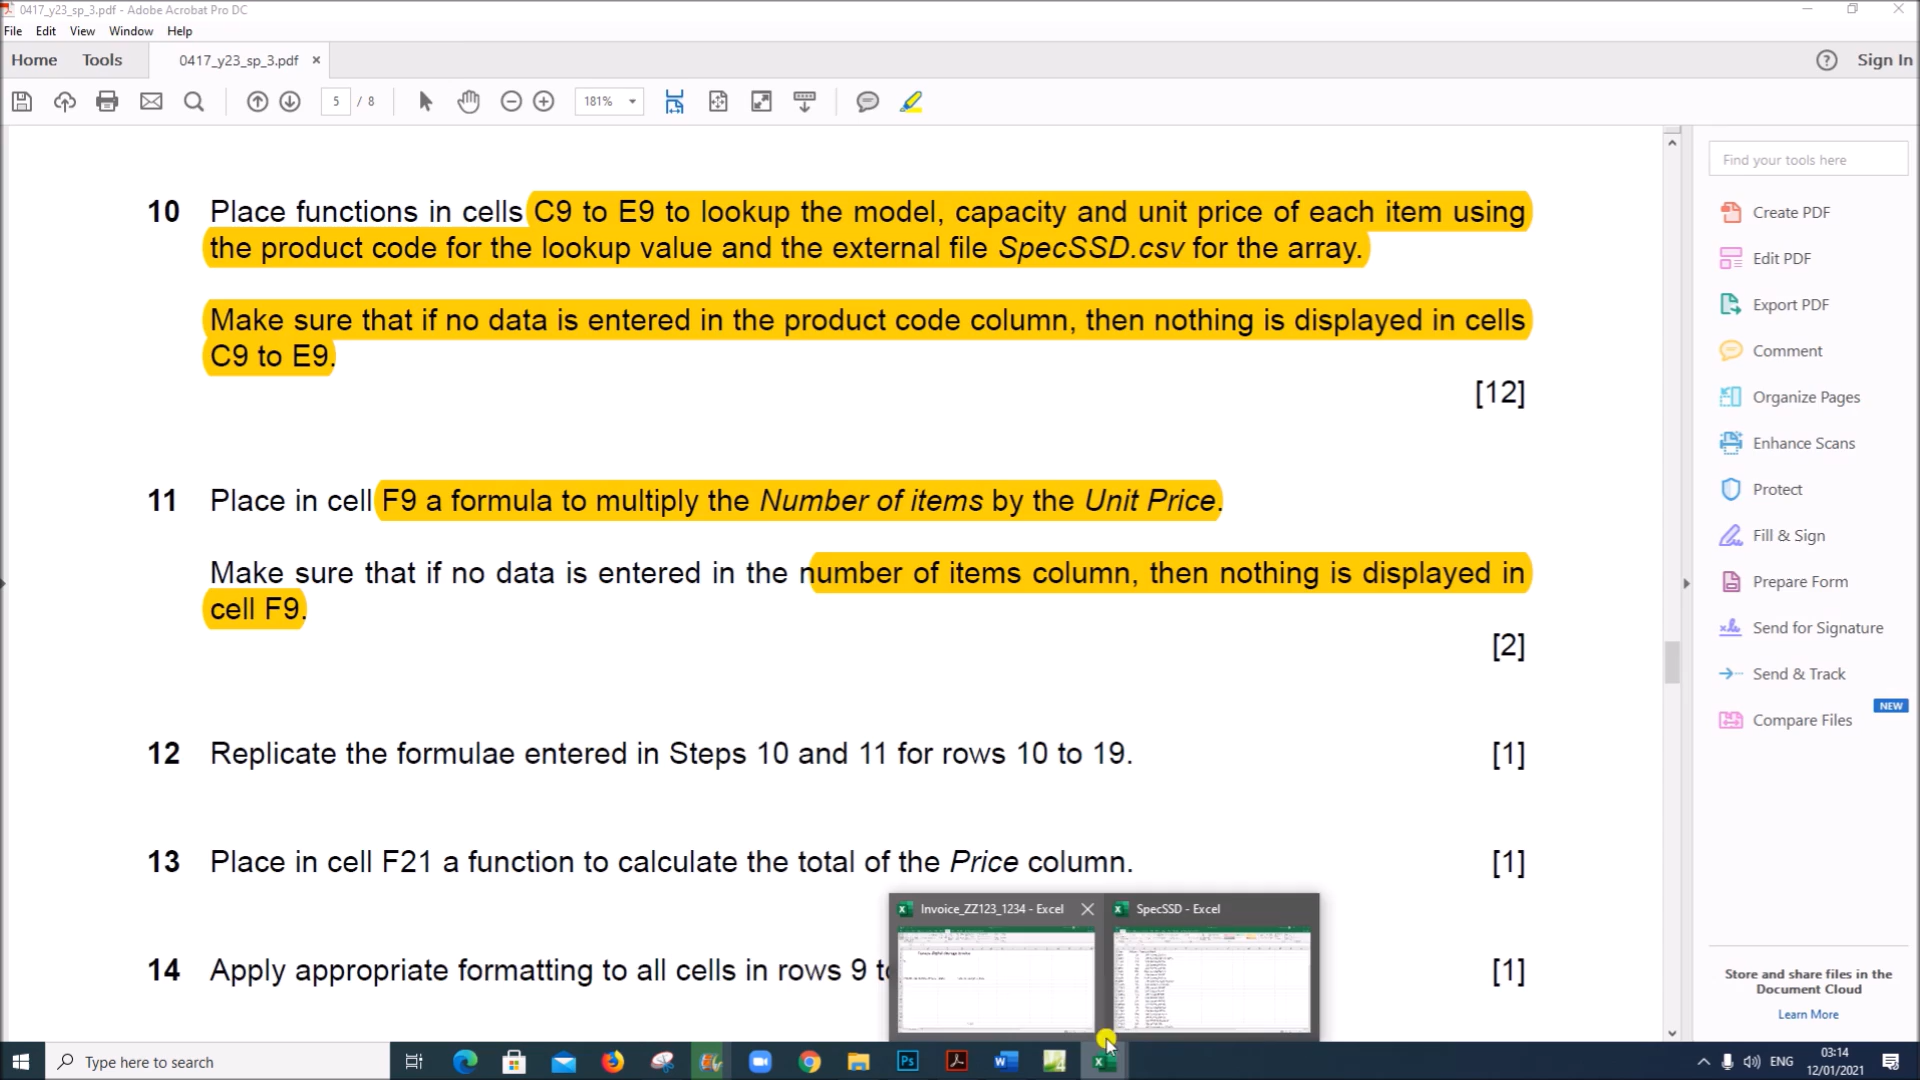 0417_y23_sp_3.pdf - Adobe Acrobat Pro DC
File Edit View Window Help
Home Tools 0417_y23_sp_3.pdf × Sign In
5 / 8 181%
Find your tools here
10 Place functions in cells C9 to E9 to lookup the model, capacity and unit price of each item using
the product code for the lookup value and the external file SpecSSD.csv for the array.
Make sure that if no data is entered in the product code column, then nothing is displayed in cells
C9 to E9.
[12]
11 Place in cell F9 a formula to multiply the Number of items by the Unit Price.
Make sure that if no data is entered in the number of items column, then nothing is displayed in
cell F9.
[2]
12 Replicate the formulae entered in Steps 10 and 11 for rows 10 to 19. [1]
13 Place in cell F21 a function to calculate the total of the Price column. [1]
14 Apply appropriate formatting to all cells in rows 9 to [1]
Create PDF
Edit PDF
Export PDF
Comment
Organize Pages
Enhance Scans
Protect
Fill & Sign
Prepare Form
Send for Signature
Send & Track
NEW
Compare Files
Store and share files in the
Document Cloud
Learn More
Invoice_ZZ123_1234 - Excel SpecSSD - Excel
Type here to search
ENG 03:14
12/01/2021